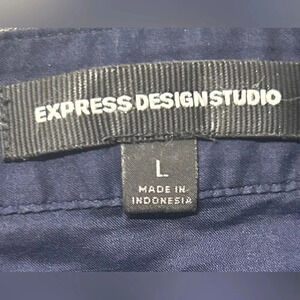 EXPRESS DESIGN STUDIO
L
MADE IN
INDONESIA